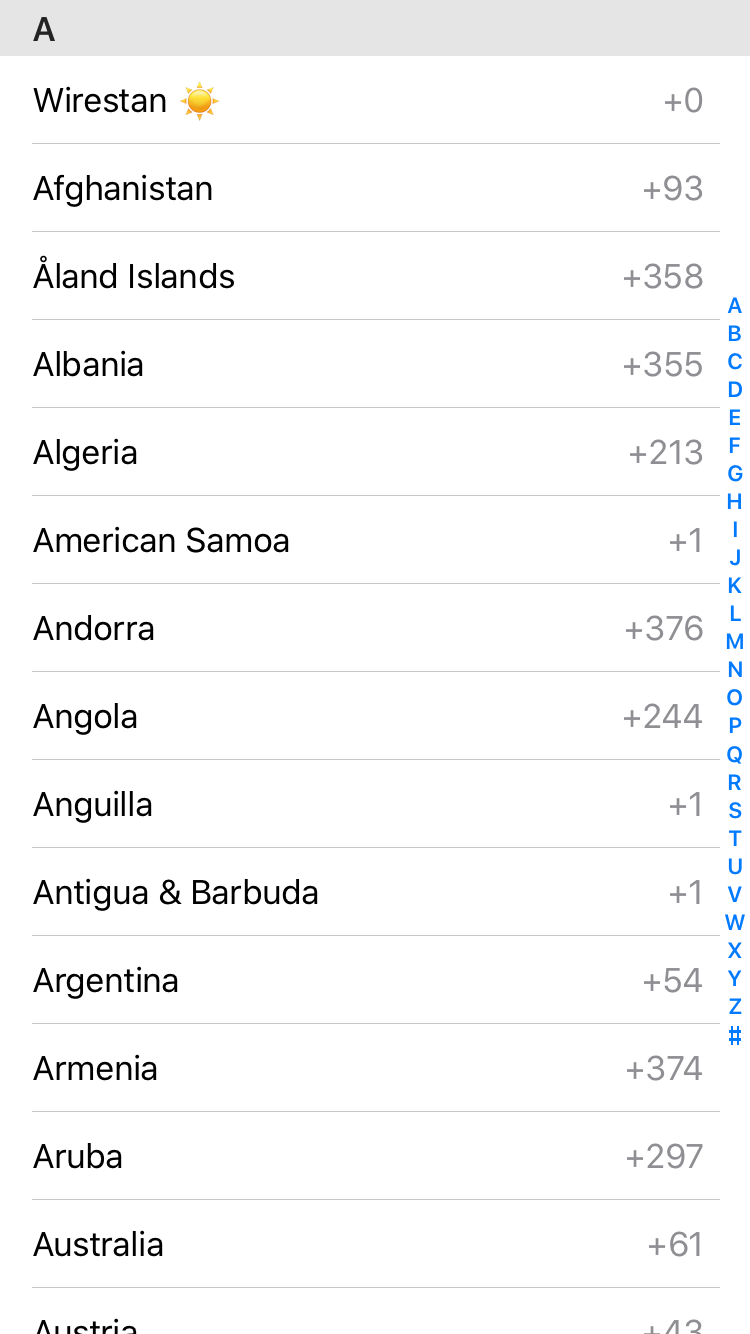 A
Wirestan ☀️ +0
Afghanistan +93
Åland Islands +358
Albania +355
Algeria +213
American Samoa +1
Andorra +376
Angola +244
Anguilla +1
Antigua & Barbuda +1
Argentina +54
Armenia +374
Aruba +297
Australia +61
Austria +43
A
B
C
D
E
F
G
H
I
J
K
L
M
N
O
P
Q
R
S
T
U
V
W
X
Y
Z
#